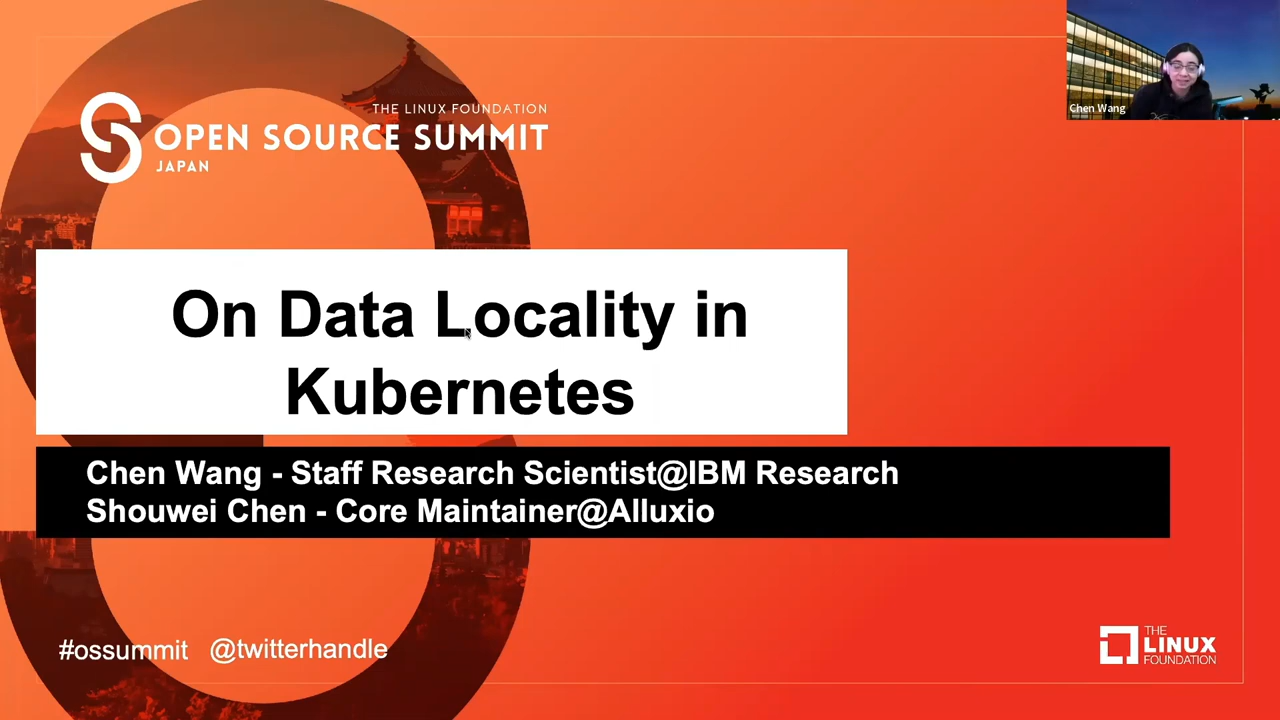 THE LINUX FOUNDATION
OPEN SOURCE SUMMIT
JAPAN
Chen Wang
On Data Locality in
Kubernetes
Chen Wang - Staff Research Scientist@IBM Research
Shouwei Chen - Core Maintainer@Alluxio
#ossummit @twitterhandle
THE
LINUX
FOUNDATION